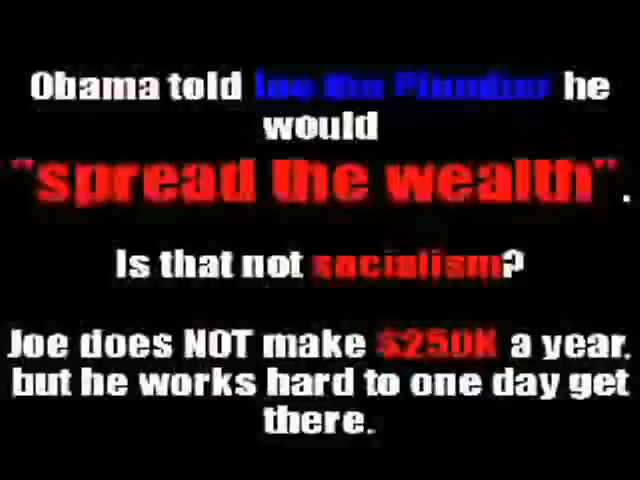 Obama told Joe the Plumber he
would
"spread the wealth".
Is that not socialism?
Joe does NOT make $250K a year.
but he works hard to one day get
there.